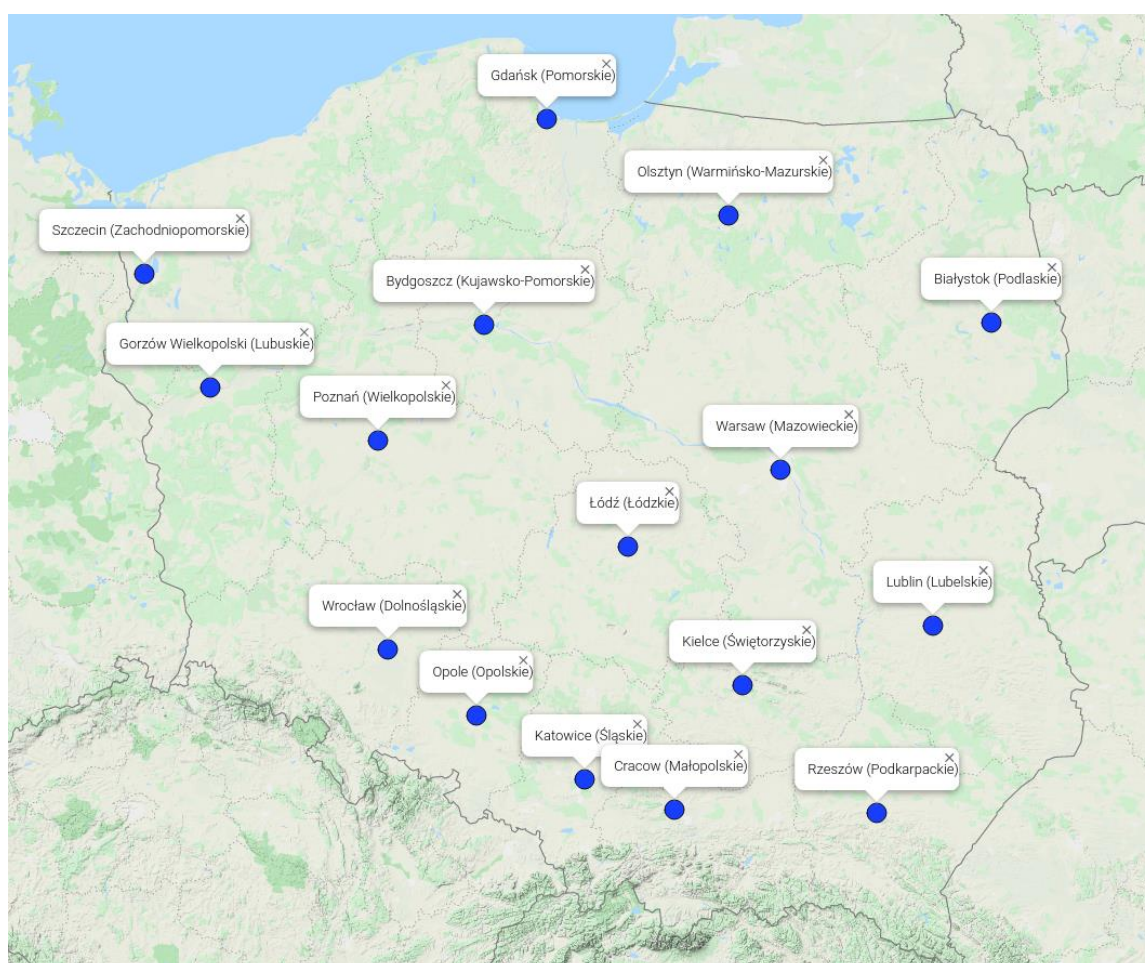 Gdańsk (Pomorskie)
Olsztyn (Warmińsko-Mazurskie)
Szczecin (Zachodniopomorskie)
Bydgoszcz (Kujawsko-Pomorskie)
Białystok (Podlaskie)
Gorzów Wielkopolski (Lubuskie)
Poznań (Wielkopolskie)
Warsaw (Mazowieckie)
Łódź (Łódzkie)
Lublin (Lubelskie)
Wrocław (Dolnośląskie)
Kielce (Świętorzyskie)
Opole (Opolskie)
Katowice (Śląskie)
Cracow (Małopolskie)
Rzeszów (Podkarpackie)